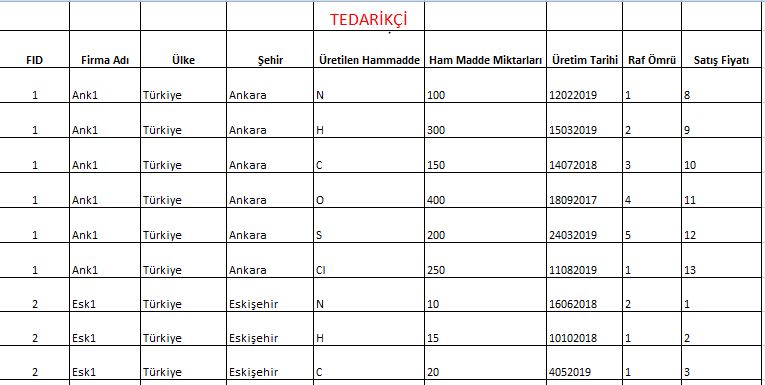 TEDARİKÇİ
FID Firma Adı Ülke Şehir Üretilen Hammadde Ham Madde Miktarları Üretim Tarihi Raf Ömrü Satış Fiyatı
1 Ank1 Türkiye Ankara N 100 12022019 1 8
1 Ank1 Türkiye Ankara H 300 15032019 2 9
1 Ank1 Türkiye Ankara C 150 14072018 3 10
1 Ank1 Türkiye Ankara O 400 18092017 4 11
1 Ank1 Türkiye Ankara S 200 24032019 5 12
1 Ank1 Türkiye Ankara Cl 250 11082019 1 13
2 Esk1 Türkiye Eskişehir N 10 16062018 2 1
2 Esk1 Türkiye Eskişehir H 15 10102018 1 2
2 Esk1 Türkiye Eskişehir C 20 4052019 1 3